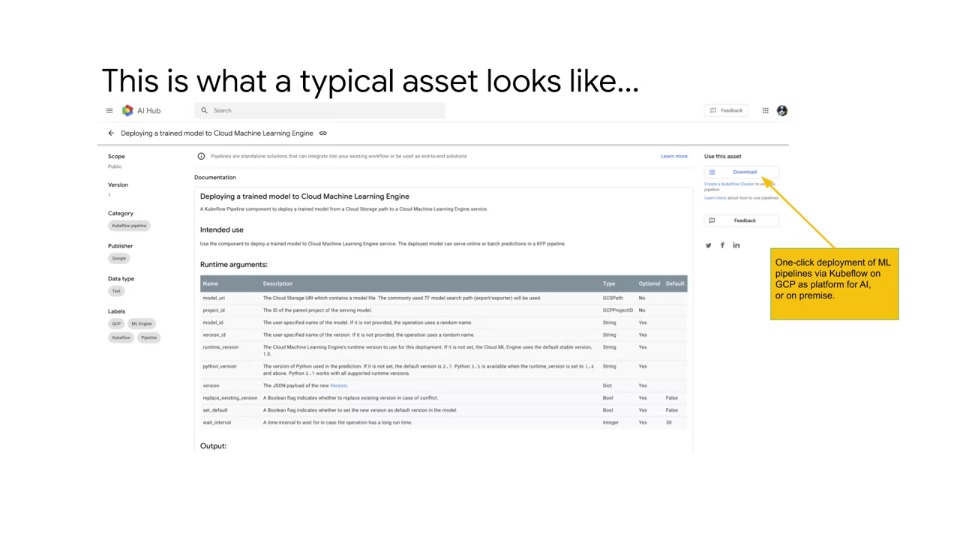 This is what a typical asset looks like...
AI Hub
Search
Feedback
Deploying a trained model to Cloud Machine Learning Engine
Scope
Public
Version
1
Category
Kubeflow pipeline
Publisher
Google
Data type
Text
Labels
GCP ML Engine
Kubeflow Pipeline
Pipelines are standalone solutions that can integrate into your existing workflow or be used as end-to-end solutions
Learn more
Documentation
Deploying a trained model to Cloud Machine Learning Engine
A Kubeflow Pipeline component to deploy a trained model from a Cloud Storage path to a Cloud Machine Learning Engine service.
Intended use
Use the component to deploy a trained model to Cloud Machine Learning Engine service. The deployed model can serve online or batch predictions in a KFP pipeline.
Runtime arguments:
Name Description Type Optional Default
model_uri The Cloud Storage URI which contains a model file. The commonly used TF model search path (export/exporter) will be used. GCSPath No
project_id The ID of the parent project of the serving model. GCPProjectID No
model_id The user specified name of the model. If it is not provided, the operation uses a random name. String Yes
version_id The user specified name of the version. If it is not provided, the operation uses a random name. String Yes
runtime_version The Cloud Machine Learning Engine's runtime version to use for this deployment. If it is not set, the Cloud ML Engine uses the default stable version, String Yes
1.0.
python_version The version of Python used in the prediction. If it is not set, the default version is 2.7. Python 3.5 is available when the runtime_version is set to 1.4 String Yes
and above. Python 2.7 works with all supported runtime versions.
version The JSON payload of the new Version. Dict Yes
replace_existing_version A Boolean flag indicates whether to replace existing version in case of conflict. Bool Yes False
set_default A Boolean flag indicates whether to set the new version as default version in the model. Bool Yes False
wait_interval A time-interval to wait for in case the operation has a long run time. Integer Yes 30
Output:
Use this asset
Download
Create a Kubeflow Cluster to
pipeline
Learn more about how to use pipelines
Feedback
One-click deployment of ML
pipelines via Kubeflow on
GCP as platform for AI,
or on premise.